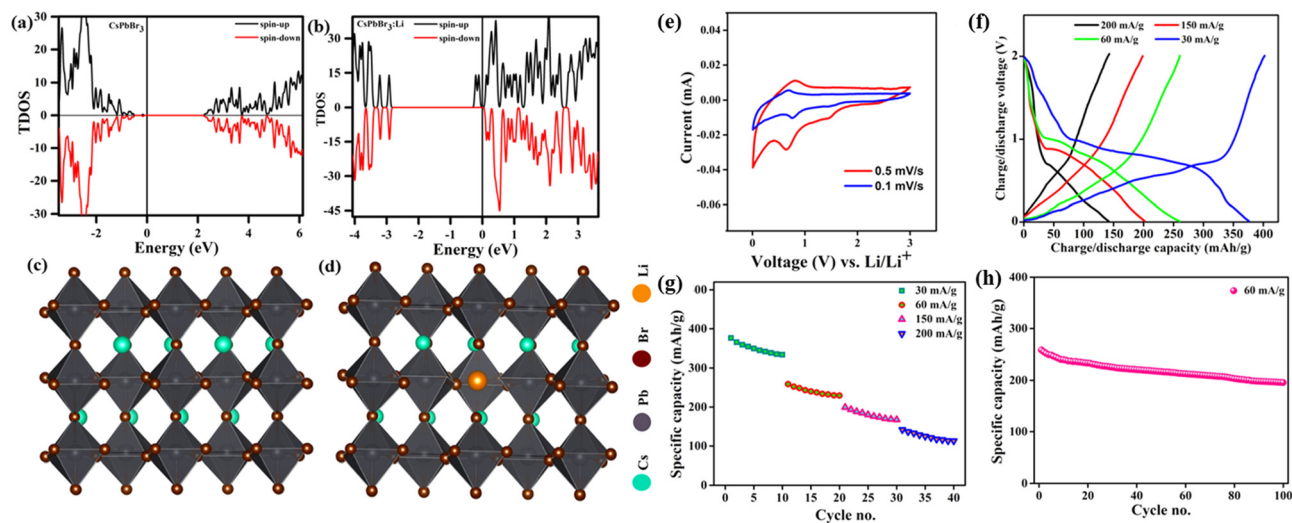 (a)
CsPbBr3
spin-up
spin-down
30
20
10
0
10
20
30
TDOS
-2
0
2
4
6
Energy (eV)
(b)
CsPbBr3:Li
spin-up
spin-down
30
15
0
-15
-30
-45
TDOS
-4
-3
-2
-1
0
1
2
3
Energy (eV)
(c)
(d)
Li
Br
Pb
Cs
(e)
0.04
0.02
0.00
-0.02
-0.04
-0.06
Current (mA)
0.5 mV/s
0.1 mV/s
0
1
2
3
Voltage (V) vs. Li/Li+
(f)
200 mA/g
150 mA/g
60 mA/g
30 mA/g
2
1
0
Charge/discharge voltage (V)
0
50
100
150
200
250
300
350
400
Charge/discharge capacity (mAh/g)
(g)
30 mA/g
60 mA/g
150 mA/g
200 mA/g
00
400
300
200
100
00
Specific capacity (mAh/g)
0
5
10
15
20
25
30
35
40
Cycle no.
(h)
60 mA/g
400
300
200
100
0
Specific capacity (mAh/g)
0
20
40
60
80
100
Cycle no.